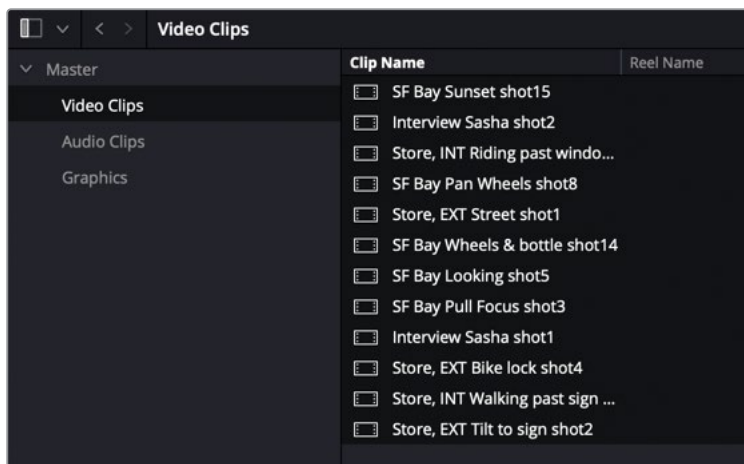 Video Clips
Master
Video Clips
Audio Clips
Graphics
Clip Name Reel Name
SF Bay Sunset shot15
Interview Sasha shot2
Store, INT Riding past windo...
SF Bay Pan Wheels shot8
Store, EXT Street shot1
SF Bay Wheels & bottle shot14
SF Bay Looking shot5
SF Bay Pull Focus shot3
Interview Sasha shot1
Store, EXT Bike lock shot4
Store, INT Walking past sign ...
Store, EXT Tilt to sign shot2